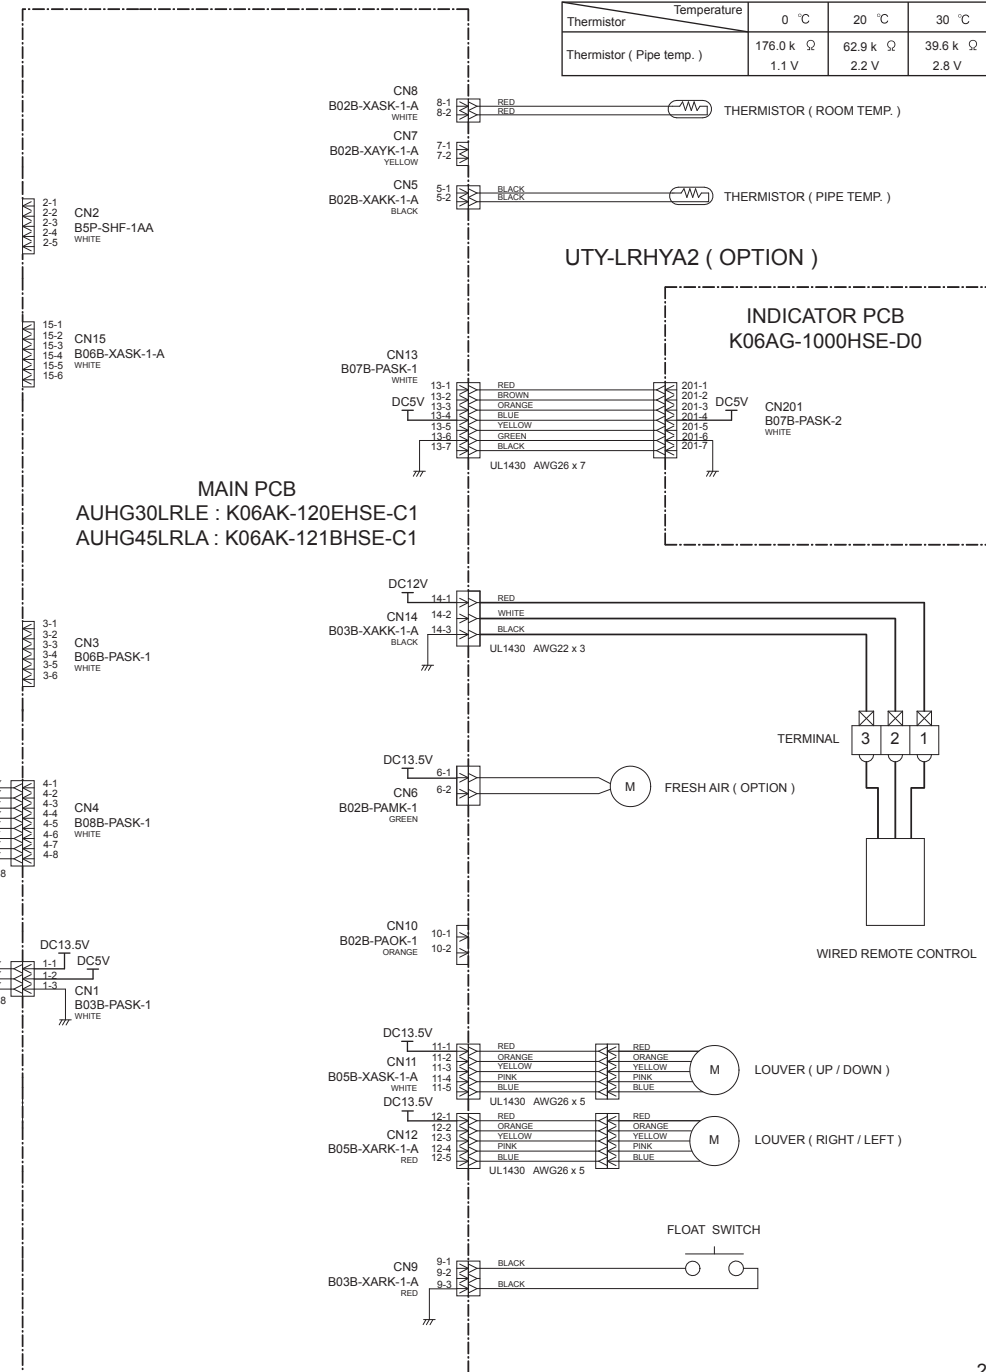 Temperature
Thermistor
0 ℃
20 ℃
30 ℃
Thermistor ( Pipe temp. )
176.0 k Ω
62.9 k Ω
39.6 k Ω
1.1 V
2.2 V
2.8 V
CN8
B02B-XASK-1-A
WHITE
8-1
8-2
RED
RED
THERMISTOR ( ROOM TEMP. )
CN7
B02B-XAYK-1-A
YELLOW
7-1
7-2
CN5
B02B-XAKK-1-A
BLACK
5-1
5-2
BLACK
BLACK
THERMISTOR ( PIPE TEMP. )
2-1
2-2
2-3
2-4
2-5
CN2
B5P-SHF-1AA
WHITE
UTY-LRHYA2 ( OPTION )
INDICATOR PCB
K06AG-1000HSE-D0
15-1
15-2
15-3
15-4
15-5
15-6
CN15
B06B-XASK-1-A
WHITE
CN13
B07B-PASK-1
WHITE
DC5V
13-1
13-2
13-3
13-4
13-5
13-6
13-7
RED
BROWN
ORANGE
BLUE
YELLOW
GREEN
BLACK
UL1430 AWG26 x 7
201-1
201-2
201-3
201-4
201-5
201-6
201-7
DC5V
CN201
B07B-PASK-2
WHITE
MAIN PCB
AUHG30LRLE : K06AK-120EHSE-C1
AUHG45LRLA : K06AK-121BHSE-C1
DC12V
CN14
B03B-XAKK-1-A
BLACK
14-1
14-2
14-3
RED
WHITE
BLACK
UL1430 AWG22 x 3
3-1
3-2
3-3
3-4
3-5
3-6
CN3
B06B-PASK-1
WHITE
TERMINAL
3
2
1
DC13.5V
CN6
B02B-PAMK-1
GREEN
6-1
6-2
M
FRESH AIR ( OPTION )
4-1
4-2
4-3
4-4
4-5
4-6
4-7
4-8
CN4
B08B-PASK-1
WHITE
8
WIRED REMOTE CONTROL
CN10
B02B-PAOK-1
ORANGE
10-1
10-2
DC13.5V
DC5V
1-1
1-2
1-3
CN1
B03B-PASK-1
WHITE
8
DC13.5V
CN11
B05B-XASK-1-A
WHITE
11-1
11-2
11-3
11-4
11-5
RED
ORANGE
YELLOW
PINK
BLUE
UL1430 AWG26 x 5
RED
ORANGE
YELLOW
PINK
BLUE
M
LOUVER ( UP / DOWN )
DC13.5V
CN12
B05B-XARK-1-A
RED
12-1
12-2
12-3
12-4
12-5
RED
ORANGE
YELLOW
PINK
BLUE
UL1430 AWG26 x 5
RED
ORANGE
YELLOW
PINK
BLUE
M
LOUVER ( RIGHT / LEFT )
FLOAT SWITCH
CN9
B03B-XARK-1-A
RED
9-1
9-2
9-3
BLACK
BLACK